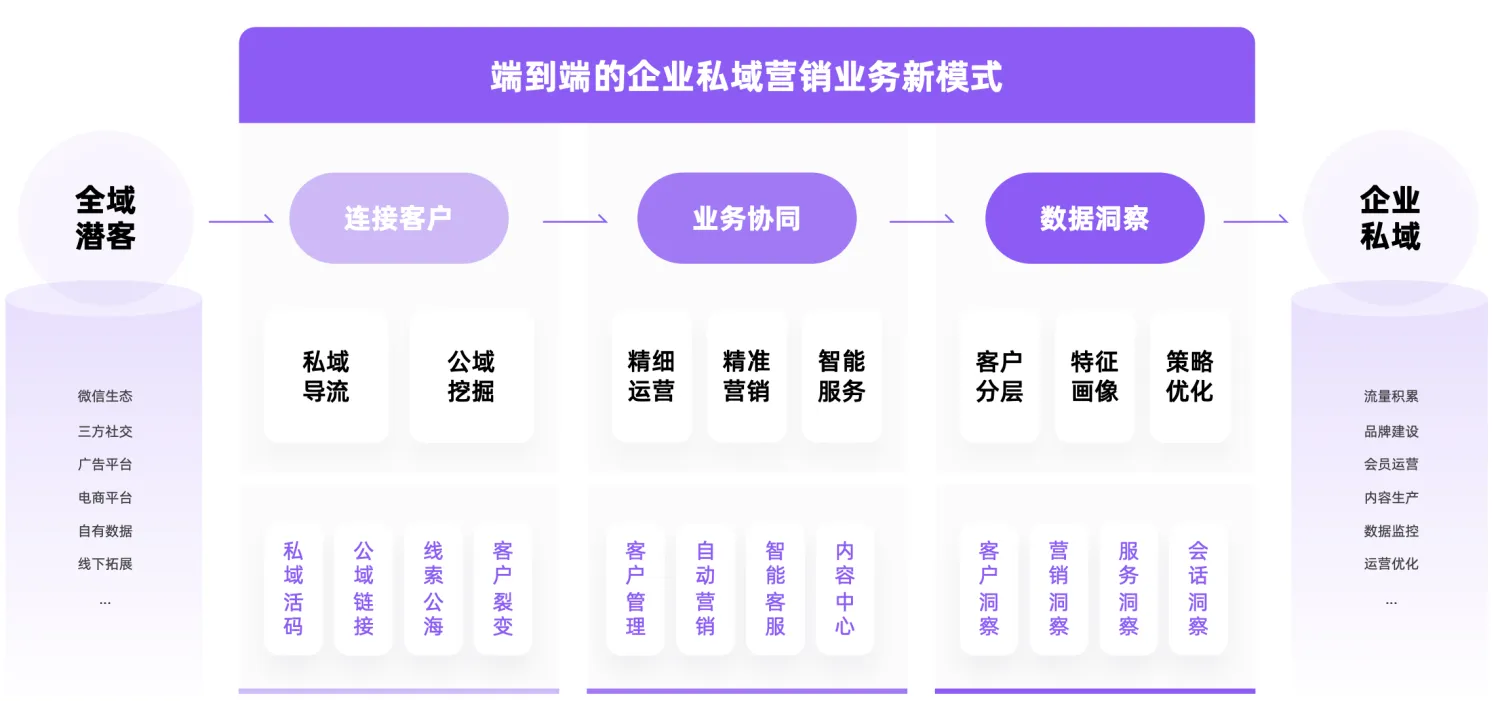 端到端的企业私域营销业务新模式
全域
潜客
微信生态
三方社交
广告平台
电商平台
自有数据
线下拓展
...
连接客户
私域
导流
公域
挖掘
私域活码
公域链接
线索公海
客户裂变
业务协同
精细
运营
精准
营销
智能
服务
客户管理
自动营销
智能客服
内容中心
数据洞察
客户
分层
特征
画像
策略
优化
客户洞察
营销洞察
服务洞察
会话洞察
企业
私域
流量积累
品牌建设
会员运营
内容生产
数据监控
运营优化
...